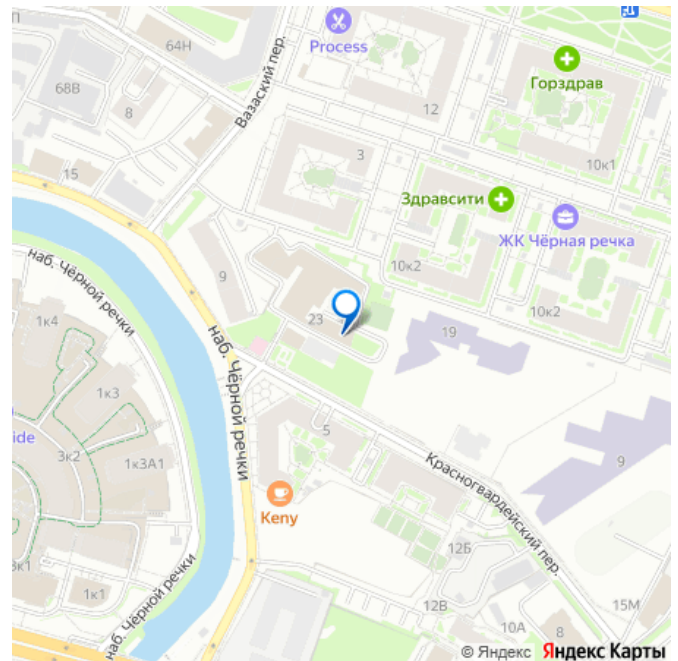 П
64Н
Process
Вазаский пер.
Горздрав
68В
8
12
3
10к1
15
Здравсити
ЖК Чёрная речка
наб. Чёрной речки
9
10к2
10к2
1к4
23
19
наб. Чёрной речки
1к3
ide
3к2
5
1к3А1
Красногвардейский пер.
9
Keny
12Б
3к1
наб. Чёрной речки
1к1
12В
10А
8
15М
© Яндекс Яндекс Карты